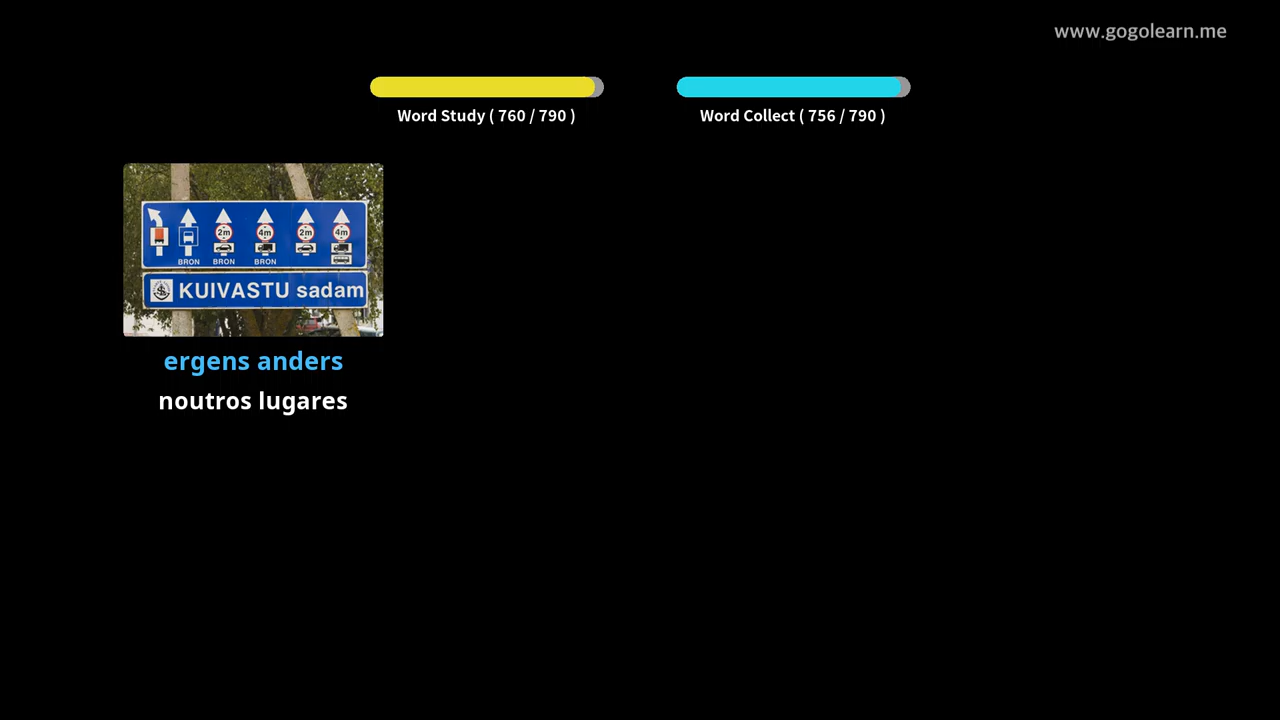 www.gogolearn.me
Word Study ( 760 / 790 )
Word Collect ( 756 / 790 )
2m
4m
2m
4m
BRON
BRON
BRON
KUIVASTU sadam
ergens anders
noutros lugares